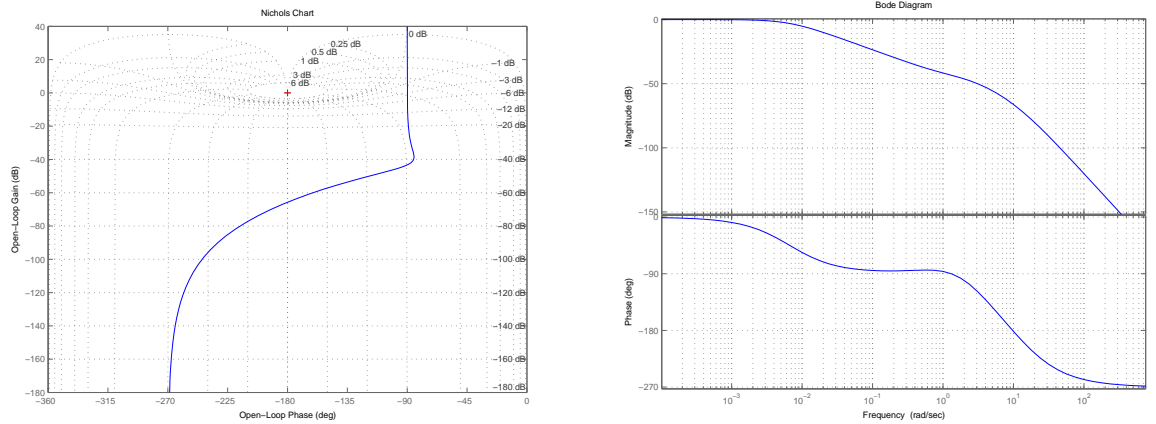 Nichols Chart
40
20
0
−20
−40
−60
−80
−100
−120
−140
−160
−180
Open−Loop Gain (dB)
0 dB
0.25 dB
0.5 dB
1 dB
3 dB
6 dB
−1 dB
−3 dB
−6 dB
−12 dB
−20 dB
−40 dB
−60 dB
−80 dB
−100 dB
−120 dB
−140 dB
−160 dB
−180 dB
−360 −315 −270 −225 −180 −135 −90 −45 0
Open−Loop Phase (deg)
Bode Diagram
0
−50
−100
−150
Magnitude (dB)
0
−90
−180
−270
Phase (deg)
10^−3 10^−2 10^−1 10^0 10^1 10^2
Frequency (rad/sec)